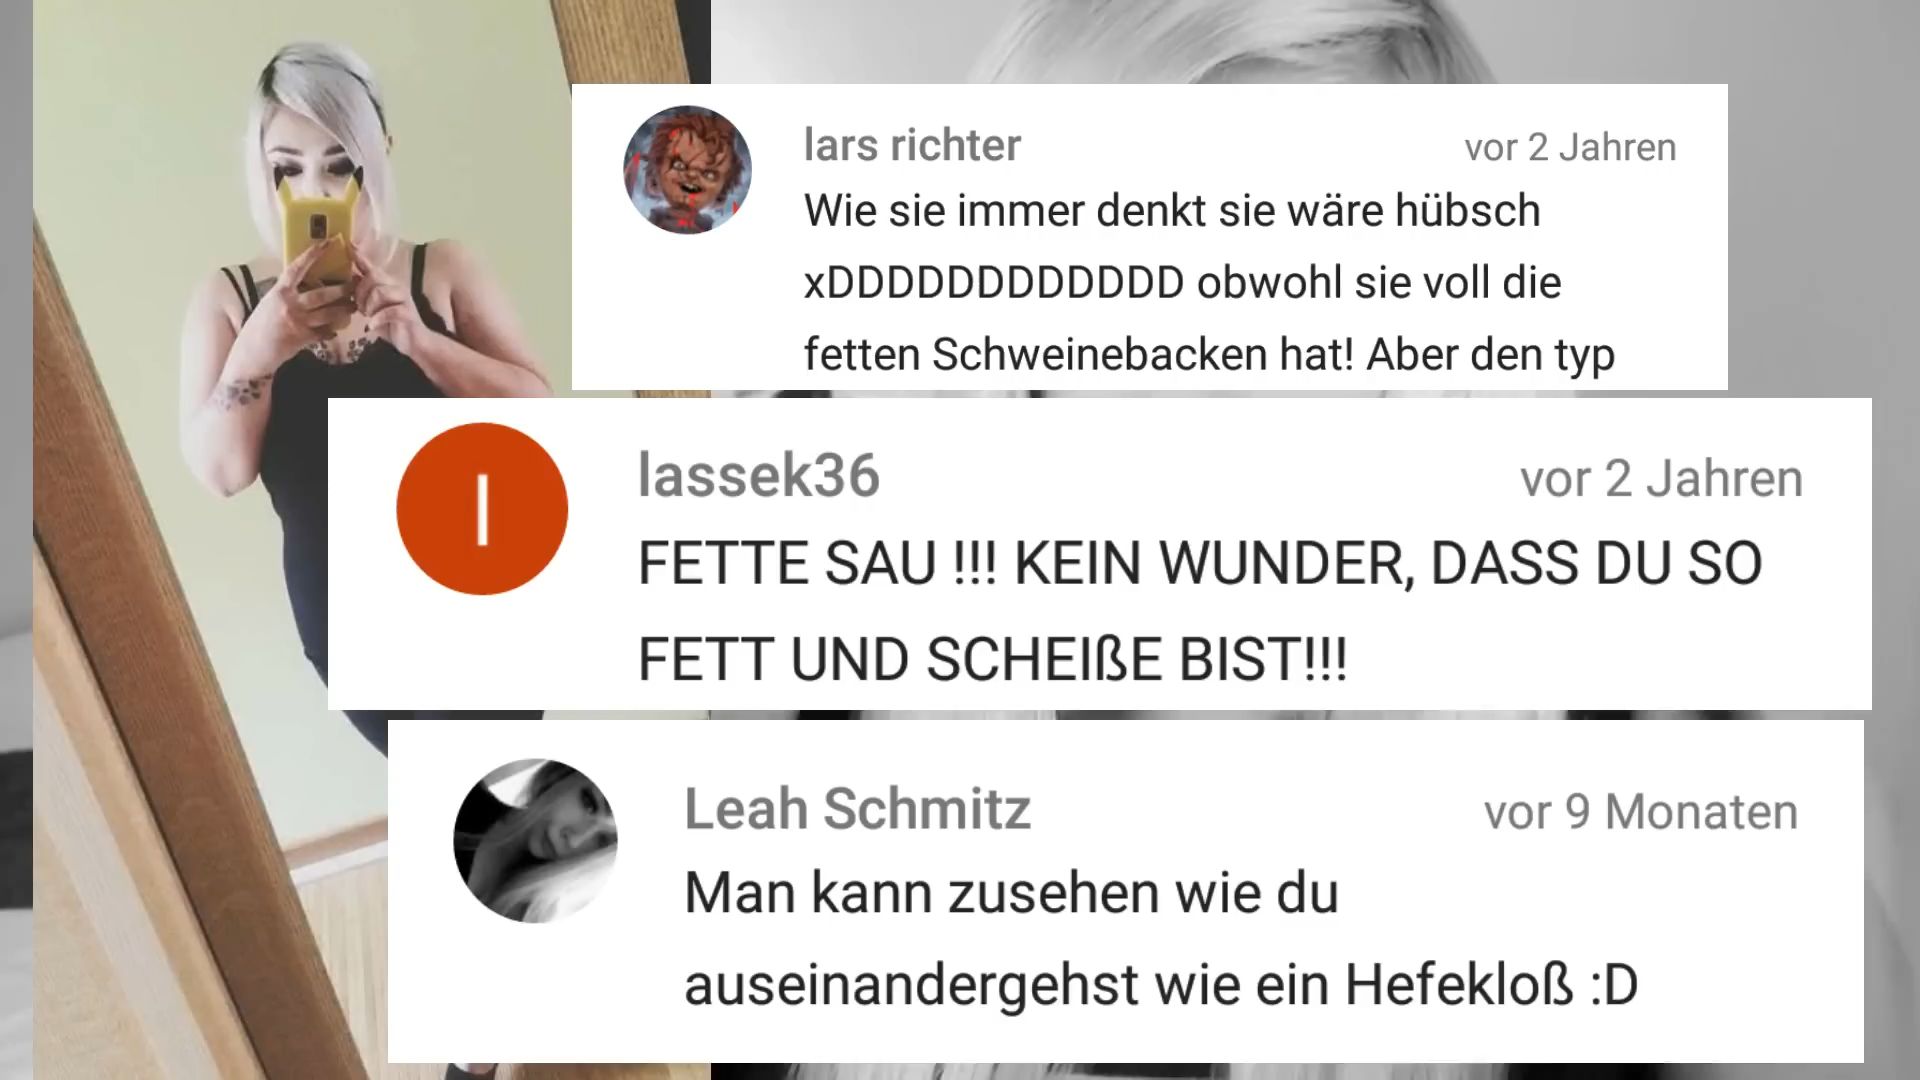 lars richter vor 2 Jahren
Wie sie immer denkt sie wäre hübsch
xDDDDDDDDDDDD obwohl sie voll die
fetten Schweinebacken hat! Aber den typ
l
lassek36 vor 2 Jahren
FETTE SAU !!! KEIN WUNDER, DASS DU SO
FETT UND SCHEIßE BIST!!!
Leah Schmitz vor 9 Monaten
Man kann zusehen wie du
auseinandergehst wie ein Hefekloß :D